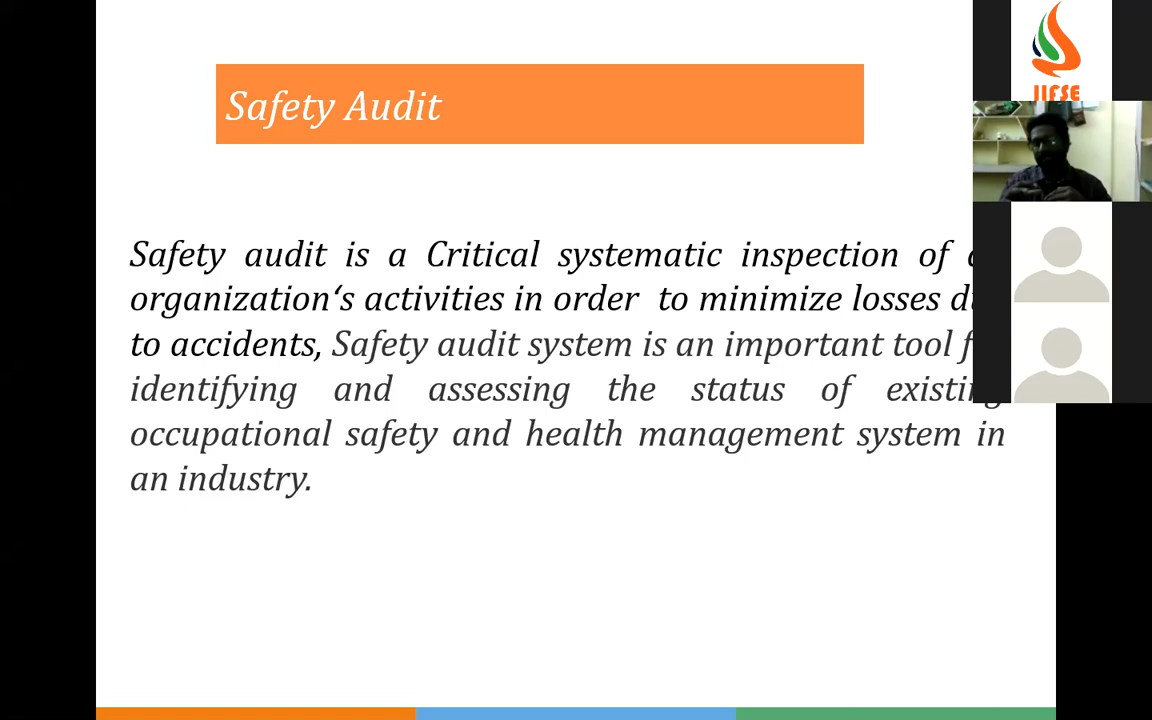 Safety Audit
IIFSE
Safety audit is a Critical systematic inspection of
organization‘s activities in order to minimize losses
to accidents, Safety audit system is an important tool
identifying and assessing the status of existing
occupational safety and health management system in
an industry.